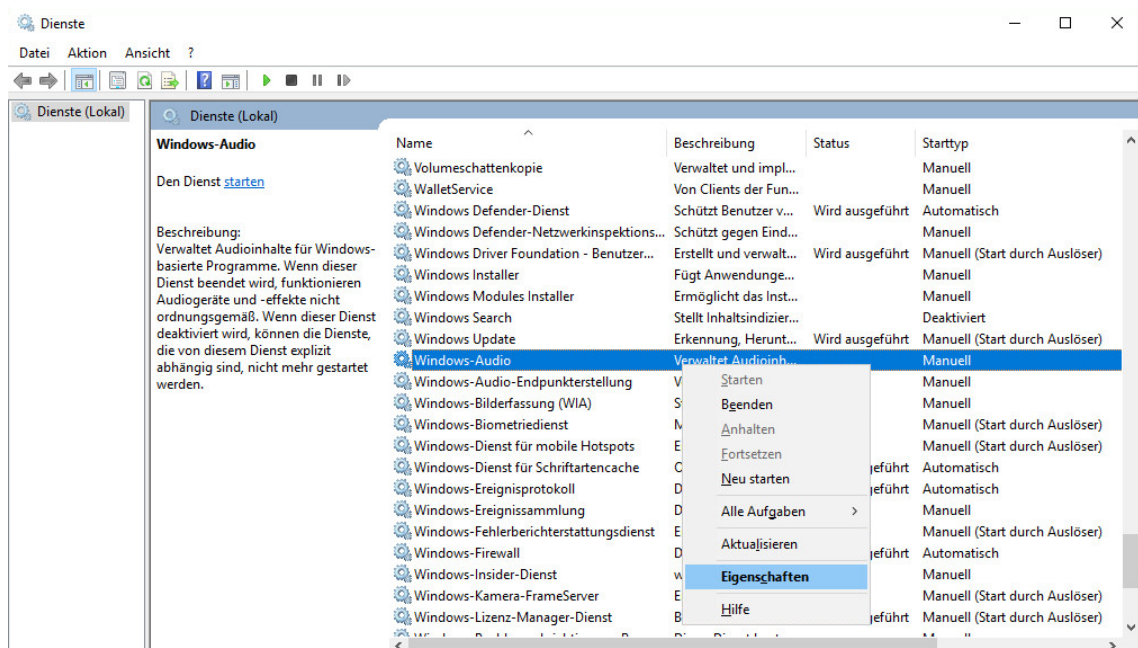 Dienste
Datei Aktion Ansicht ?
Dienste (Lokal)
Dienste (Lokal)
Windows-Audio
Den Dienst starten
Beschreibung:
Verwaltet Audioinhalte für Windows-
basierte Programme. Wenn dieser
Dienst beendet wird, funktionieren
Audiogeräte und -effekte nicht
ordnungsgemäß. Wenn dieser Dienst
deaktiviert wird, können die Dienste,
die von diesem Dienst explizit
abhängig sind, nicht mehr gestartet
werden.
Name Beschreibung Status Starttyp
Volumeschattenkopie Verwaltet und impl... Manuell
WalletService Von Clients der Fun... Manuell
Windows Defender-Dienst Schützt Benutzer v... Wird ausgeführt Automatisch
Windows Defender-Netzwerkinspektions... Schützt gegen Eind... Manuell
Windows Driver Foundation - Benutzer... Erstellt und verwalt... Wird ausgeführt Manuell (Start durch Auslöser)
Windows Installer Fügt Anwendunge... Manuell
Windows Modules Installer Ermöglicht das Inst... Manuell
Windows Search Stellt Inhaltsindizier... Deaktiviert
Windows Update Erkennung, Herunt... Wird ausgeführt Manuell (Start durch Auslöser)
Windows-Audio Verwaltet Audioinh... Manuell
Windows-Audio-Endpunkterstellung V Manuell
Windows-Bilderfassung (WIA) S Manuell
Windows-Biometriedienst M Manuell (Start durch Auslöser)
Windows-Dienst für mobile Hotspots E Manuell (Start durch Auslöser)
Windows-Dienst für Schriftartencache O geführt Automatisch
Windows-Ereignisprotokoll D geführt Automatisch
Windows-Ereignissammlung D Manuell
Windows-Fehlerberichterstattungsdienst E Manuell (Start durch Auslöser)
Windows-Firewall D geführt Automatisch
Windows-Insider-Dienst w Manuell
Windows-Kamera-FrameServer E Manuell (Start durch Auslöser)
Windows-Lizenz-Manager-Dienst B geführt Manuell (Start durch Auslöser)
Starten
Beenden
Anhalten
Fortsetzen
Neu starten
Alle Aufgaben
Aktualisieren
Eigenschaften
Hilfe